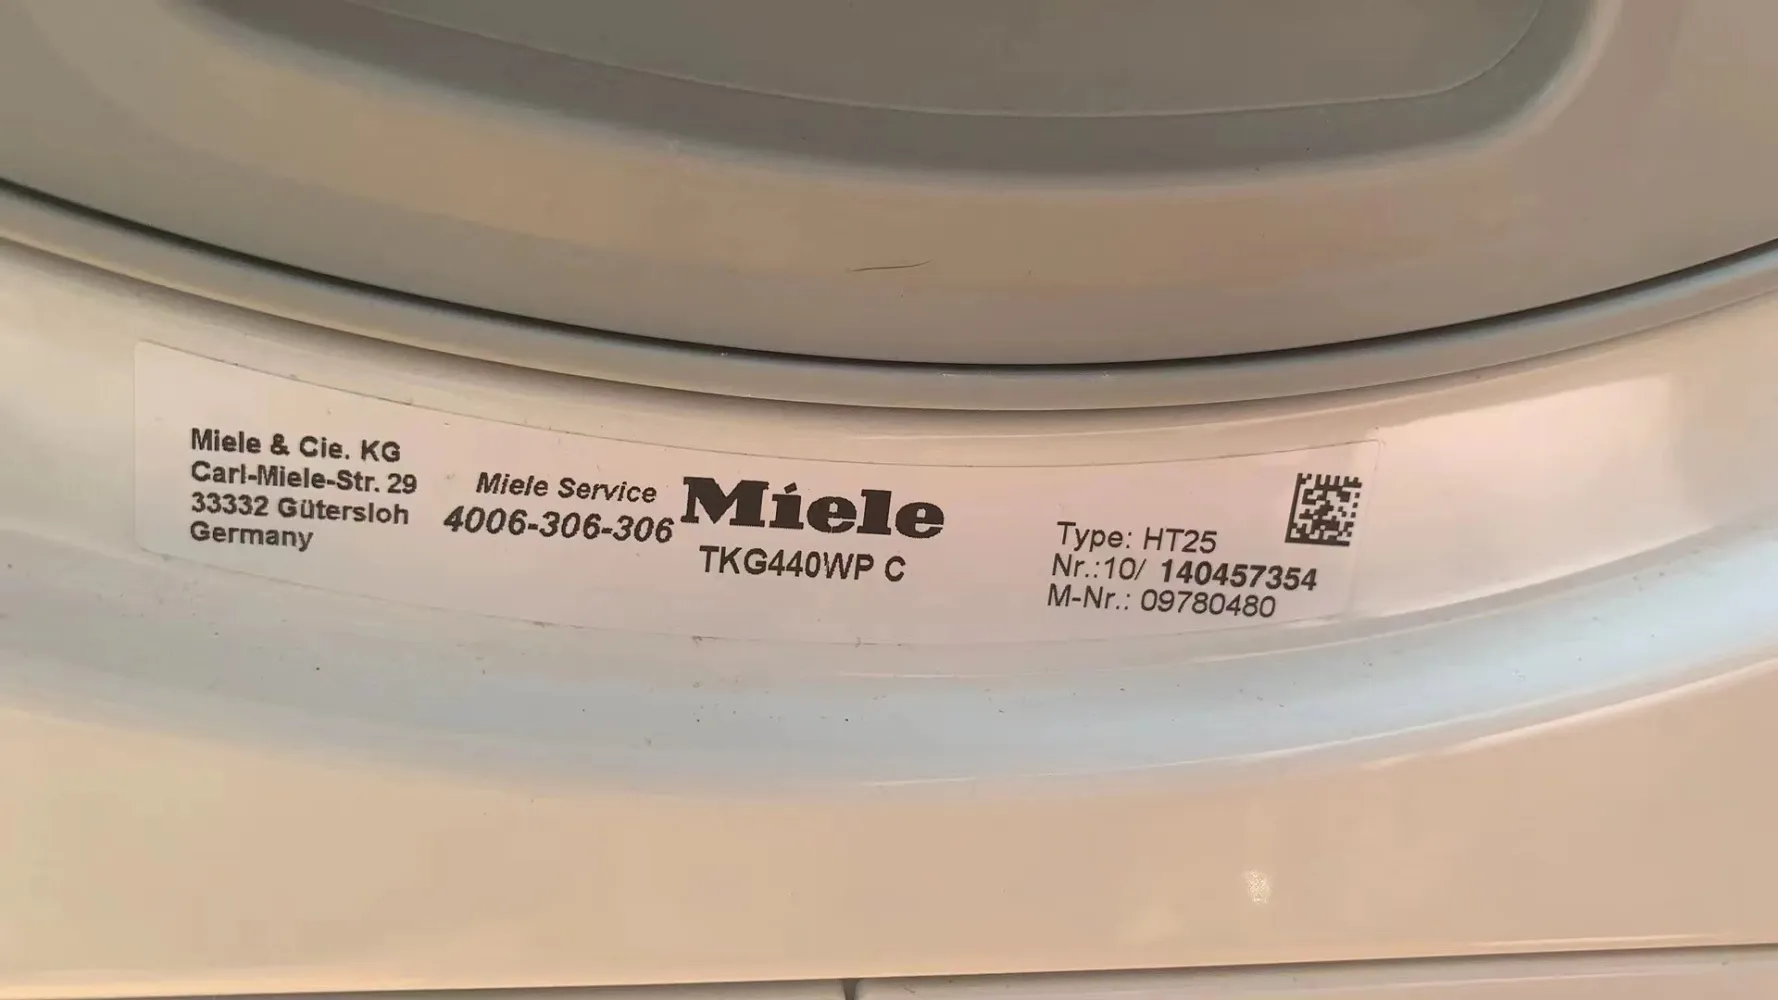 Miele & Cie. KG
Carl-Miele-Str. 29
33332 Gütersloh
Germany
Miele Service
4006-306-306
Miele
TKG440WP C
Type: HT25
Nr.:10/ 140457354
M-Nr.: 09780480